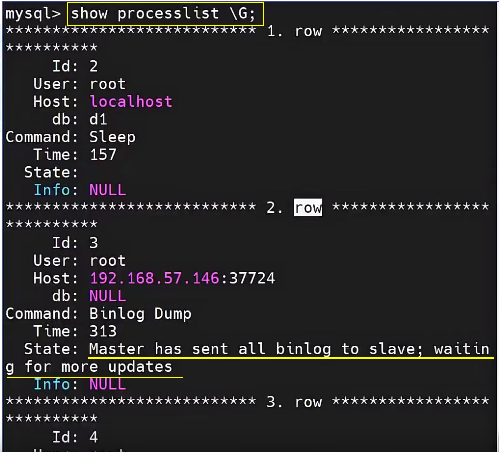 mysql> show processlist \G;
*************************** 1. row *****************
**********
Id: 2
User: root
Host: localhost
db: d1
Command: Sleep
Time: 157
State:
Info: NULL
*************************** 2. row *****************
**********
Id: 3
User: root
Host: 192.168.57.146:37724
db: NULL
Command: Binlog Dump
Time: 313
State: Master has sent all binlog to slave; waitin
g for more updates
Info: NULL
*************************** 3. row *****************
**********
Id: 4